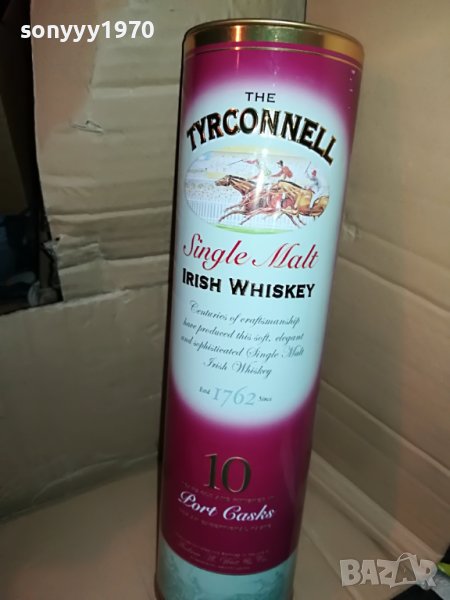 sonyyy1970
THE
TYRCONNELL
Single Malt
IRISH WHISKEY
Centuries of craftsmanship
have produced this soft, elegant
and sophisticated Single Malt
Irish Whiskey
Estd 1762 Since
10
Port Casks
BAZAR